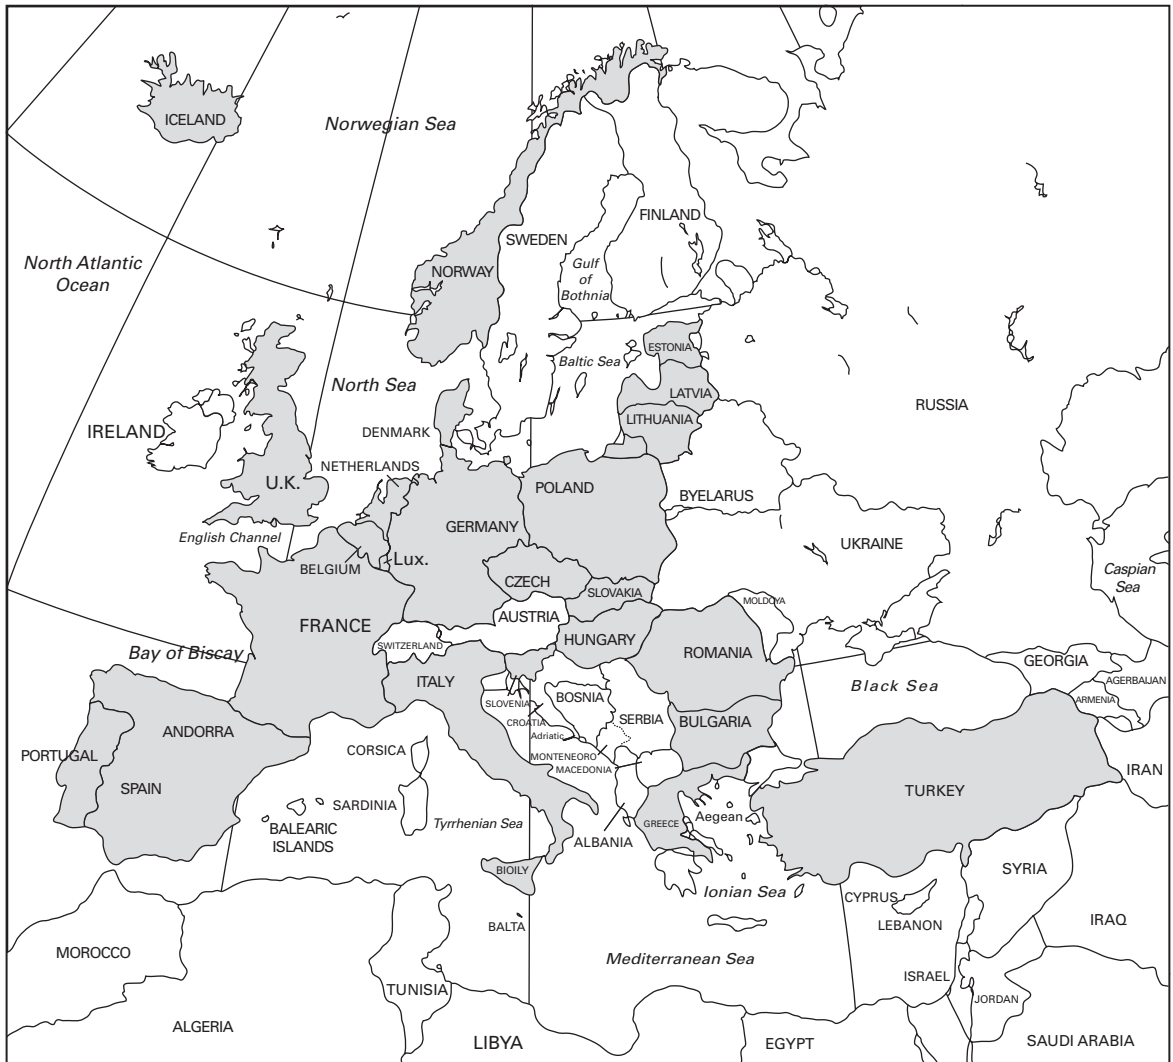 ICELAND
Norwegian Sea
FINLAND
SWEDEN
Gulf
of
Bothnia
NORWAY
North Atlantic
Ocean
ESTONIA
Baltic Sea
North Sea
LATVIA
RUSSIA
LITHUANIA
IRELAND
DENMARK
NETHERLANDS
U.K.
POLAND
BYELARUS
GERMANY
English Channel
UKRAINE
Lux.
BELGIUM
CZECH
Caspian
Sea
SLOVAKIA
MOLDOYA
AUSTRIA
FRANCE
HUNGARY
SWITZERLAND
Bay of Biscay
ROMANIA
GEORGIA
ITALY
AGERBAIJAN
Black Sea
BOSNIA
ARMENIA
SLOVENIA
SERBIA
BULGARIA
CROATIA
ANDORRA
Adriatic
CORSICA
PORTUGAL
MONTENEORO
MACEDONIA
IRAN
SPAIN
TURKEY
SARDINIA
Aegean
Tyrrhenian Sea
GREECE
BALEARIC
ISLANDS
ALBANIA
BIOILY
SYRIA
Ionian Sea
CYPRUS
IRAQ
BALTA
LEBANON
MOROCCO
Mediterranean Sea
ISRAEL
TUNISIA
JORDAN
ALGERIA
LIBYA
EGYPT
SAUDI ARABIA